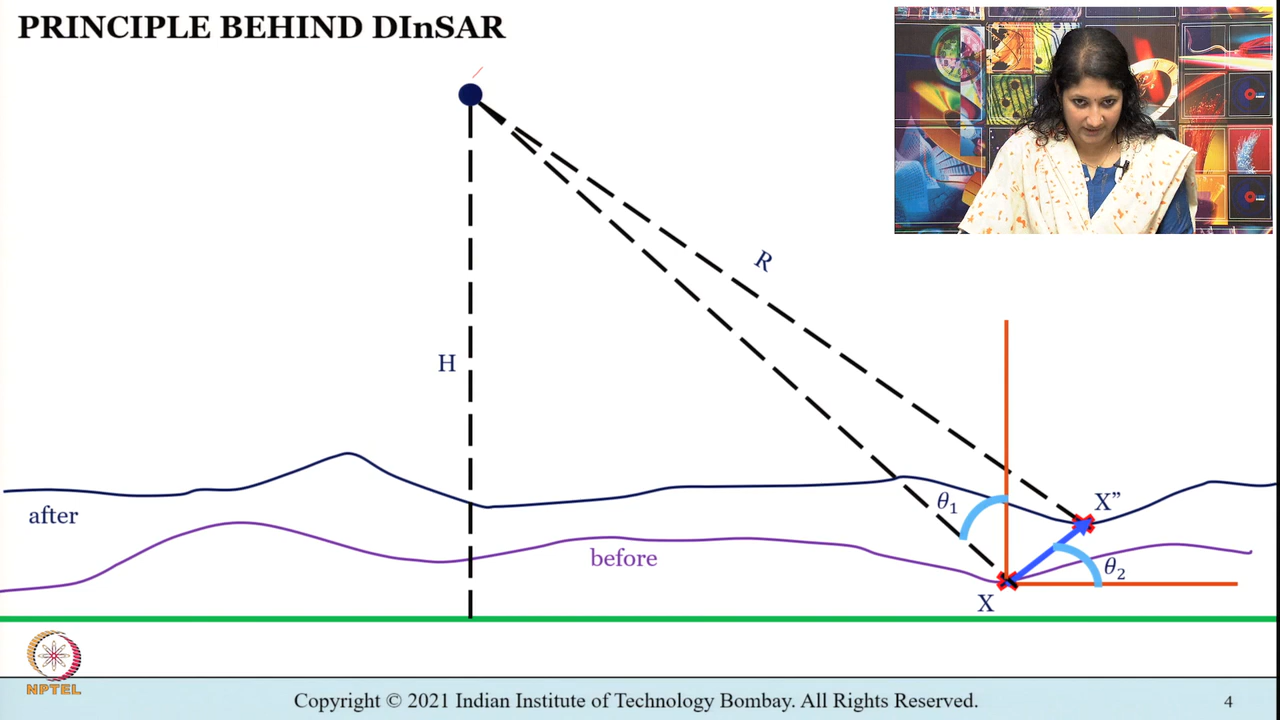 PRINCIPLE BEHIND DInSAR
R
H
after
before
θ₁
X”
θ₂
X
NPTEL
Copyright © 2021 Indian Institute of Technology Bombay. All Rights Reserved.
4